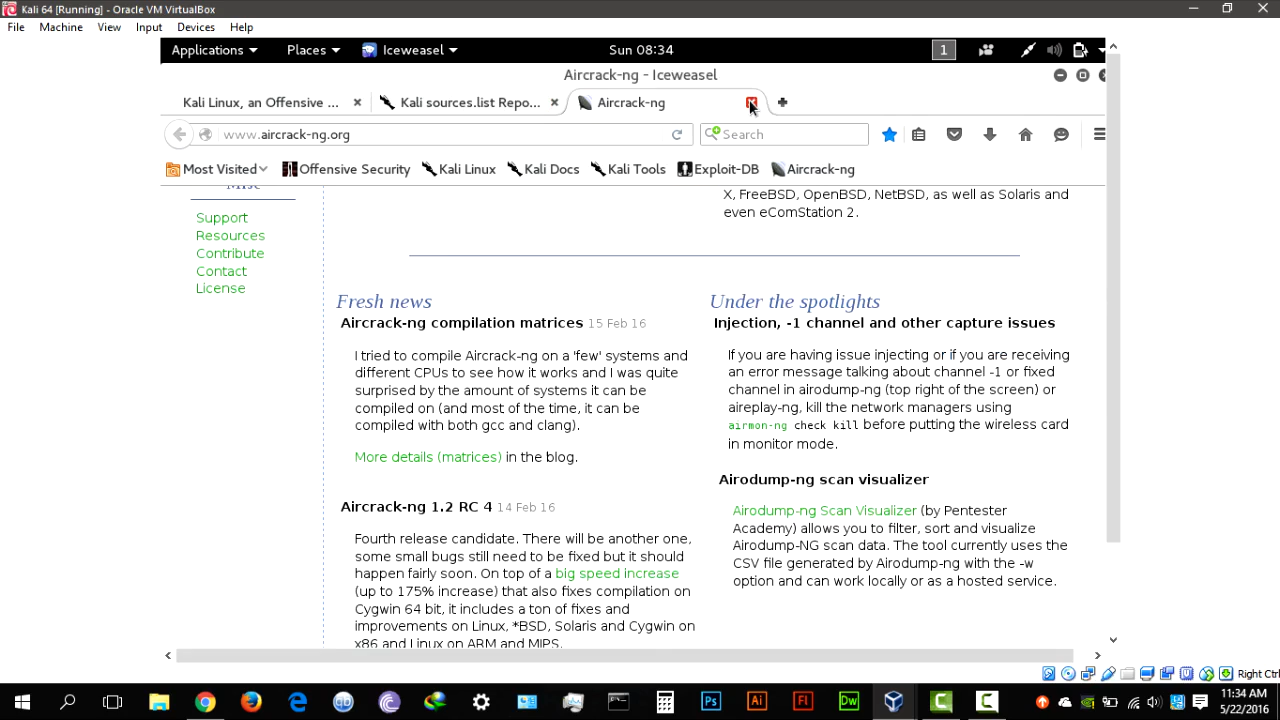 Kali 64 [Running] - Oracle VM VirtualBox
File Machine View Input Devices Help
Applications Places Iceweasel Sun 08:34 1
Aircrack-ng - Iceweasel
Kali Linux, an Offensive ... Kali sources.list Repo... Aircrack-ng
www.aircrack-ng.org Search
Most Visited Offensive Security Kali Linux Kali Docs Kali Tools Exploit-DB Aircrack-ng
Misc
Support
Resources
Contribute
Contact
License
X, FreeBSD, OpenBSD, NetBSD, as well as Solaris and
even eComStation 2.
Fresh news
Aircrack-ng compilation matrices 15 Feb 16
I tried to compile Aircrack-ng on a 'few' systems and
different CPUs to see how it works and I was quite
surprised by the amount of systems it can be
compiled on (and most of the time, it can be
compiled with both gcc and clang).
More details (matrices) in the blog.
Aircrack-ng 1.2 RC 4 14 Feb 16
Fourth release candidate. There will be another one,
some small bugs still need to be fixed but it should
happen fairly soon. On top of a big speed increase
(up to 175% increase) that also fixes compilation on
Cygwin 64 bit, it includes a ton of fixes and
improvements on Linux, *BSD, Solaris and Cygwin on
x86 and Linux on ARM and MIPS.
Under the spotlights
Injection, -1 channel and other capture issues
If you are having issue injecting or if you are receiving
an error message talking about channel -1 or fixed
channel in airodump-ng (top right of the screen) or
aireplay-ng, kill the network managers using
airmon-ng check kill before putting the wireless card
in monitor mode.
Airodump-ng scan visualizer
Airodump-ng Scan Visualizer (by Pentester
Academy) allows you to filter, sort and visualize
Airodump-NG scan data. The tool currently uses the
CSV file generated by Airodump-ng with the -w
option and can work locally or as a hosted service.
Right Ctrl
Ps Ai Fl Dw
11:34 AM
5/22/2016